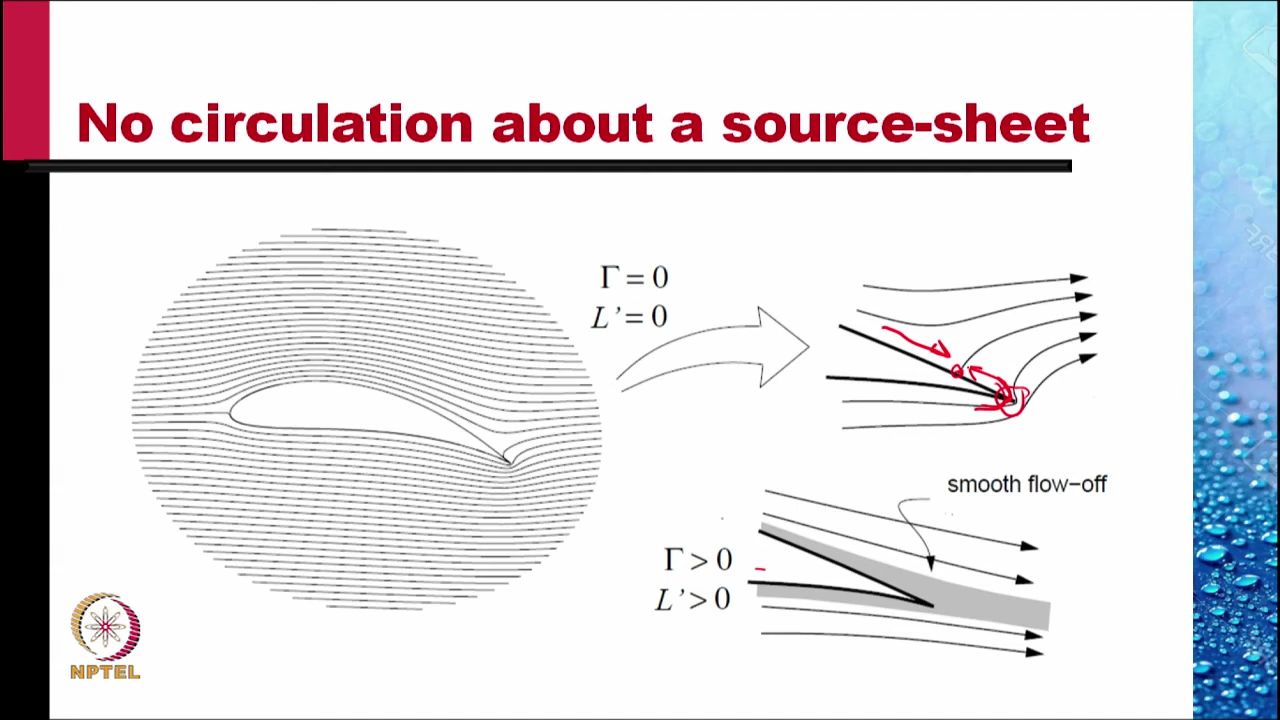 No circulation about a source-sheet
Γ = 0
L’= 0
smooth flow-off
Γ > 0
L’> 0
NPTEL